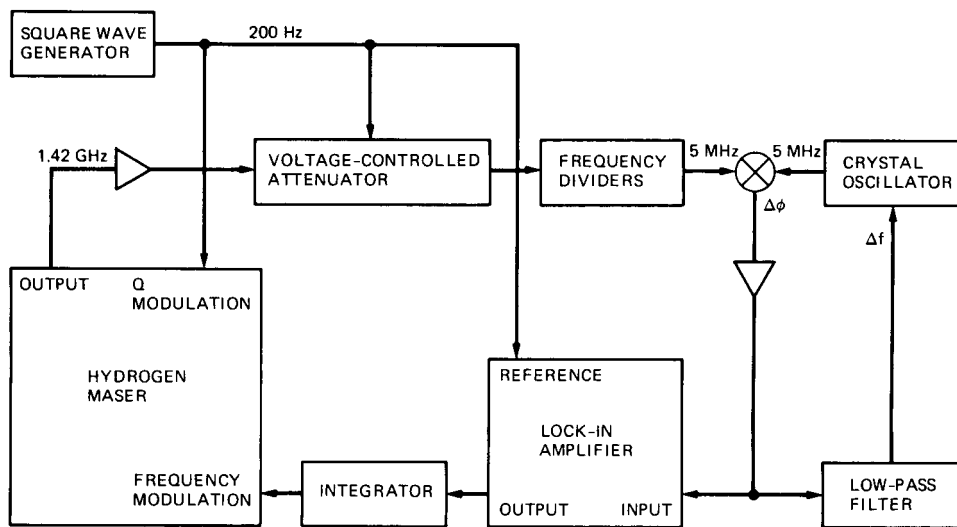 SQUARE WAVE
GENERATOR
200 Hz
1.42 GHz
VOLTAGE-CONTROLLED
ATTENUATOR
FREQUENCY
DIVIDERS
5 MHz
5 MHz
CRYSTAL
OSCILLATOR
Δϕ
Δf
OUTPUT
Q
MODULATION
HYDROGEN
MASER
FREQUENCY
MODULATION
INTEGRATOR
REFERENCE
LOCK-IN
AMPLIFIER
OUTPUT
INPUT
LOW-PASS
FILTER